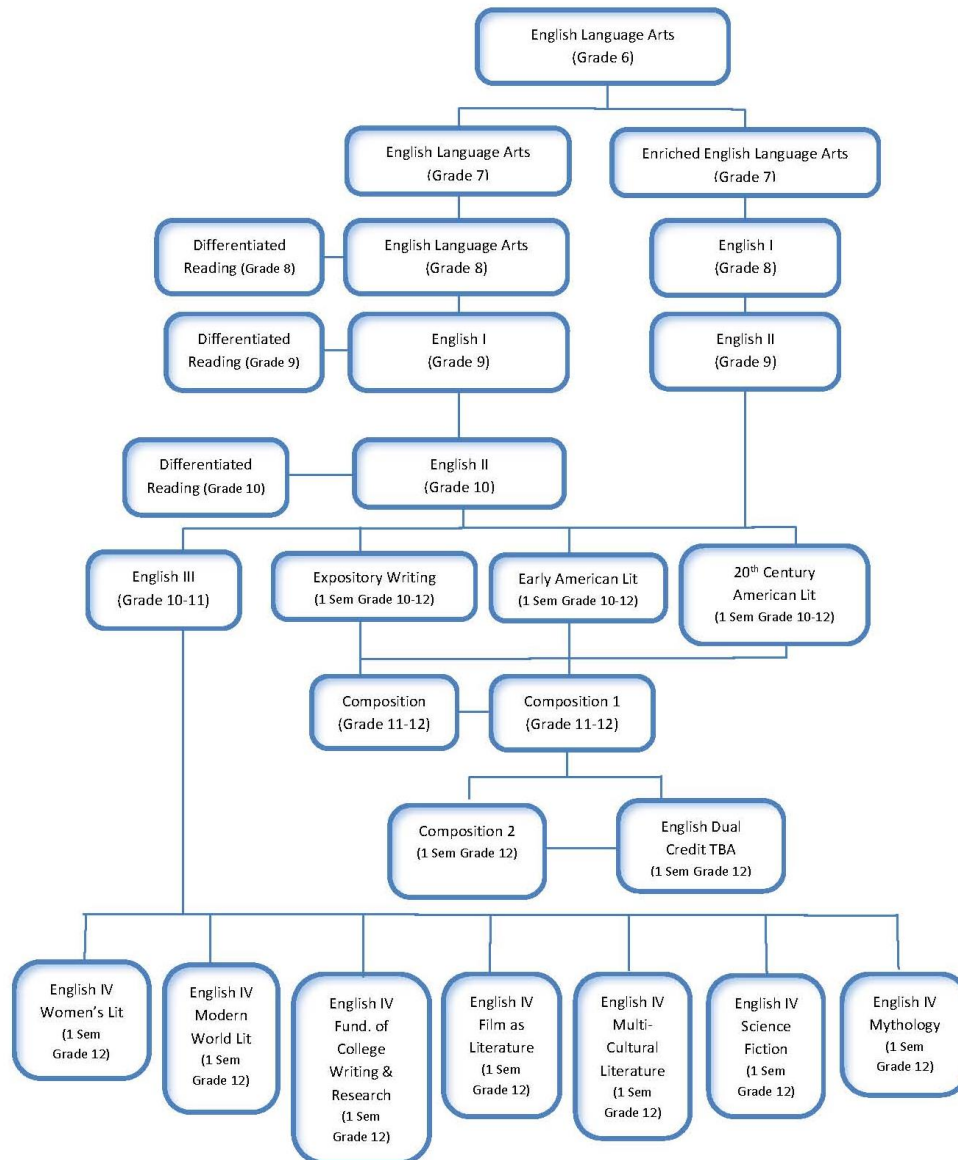 English Language Arts
(Grade 6)
English Language Arts
(Grade 7)
Enriched English Language Arts
(Grade 7)
Differentiated
Reading (Grade 8)
English Language Arts
(Grade 8)
English I
(Grade 8)
Differentiated
Reading (Grade 9)
English I
(Grade 9)
English II
(Grade 9)
Differentiated
Reading (Grade 10)
English II
(Grade 10)
English III
(Grade 10-11)
Expository Writing
(1 Sem Grade 10-12)
Early American Lit
(1 Sem Grade 10-12)
20th Century
American Lit
(1 Sem Grade 10-12)
Composition
(Grade 11-12)
Composition 1
(Grade 11-12)
Composition 2
(1 Sem Grade 12)
English Dual
Credit TBA
(1 Sem Grade 12)
English IV
Women's Lit
(1 Sem
Grade 12)
English IV
Modern
World Lit
(1 Sem
Grade 12)
English IV
Fund. of
College
Writing &
Research
(1 Sem
Grade 12)
English IV
Film as
Literature
(1 Sem
Grade 12)
English IV
Multi-
Cultural
Literature
(1 Sem
Grade 12)
English IV
Science
Fiction
(1 Sem
Grade 12)
English IV
Mythology
(1 Sem
Grade 12)